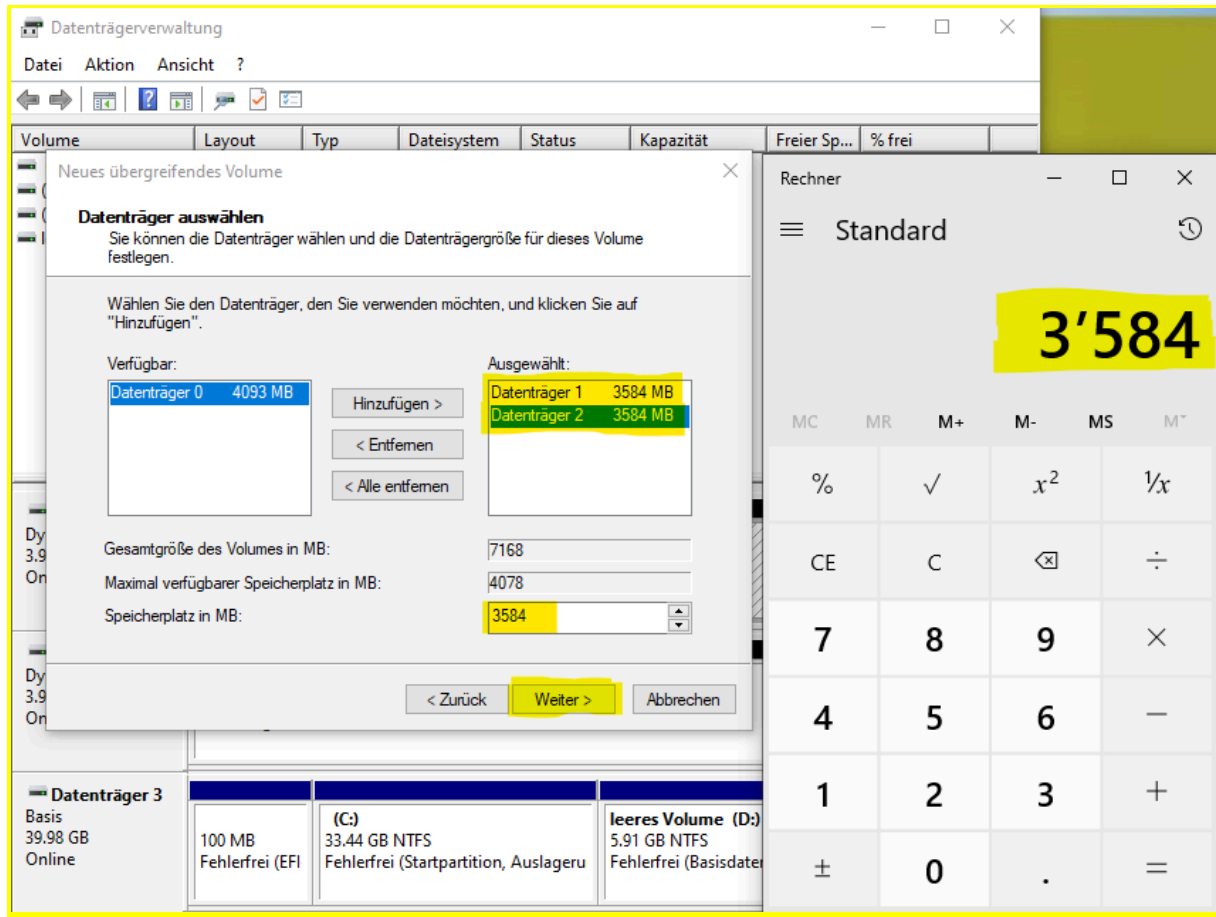 Datenträgerverwaltung
Datei Aktion Ansicht ?
Volume Layout Typ Dateisystem Status Kapazität Freier Sp... % frei
Neues übergreifendes Volume
Datenträger auswählen
Sie können die Datenträger wählen und die Datenträgergröße für dieses Volume
festlegen.
Wählen Sie den Datenträger, den Sie verwenden möchten, und klicken Sie auf
"Hinzufügen".
Verfügbar:
Datenträger 0 4093 MB
Hinzufügen >
< Entfernen
< Alle entfernen
Ausgewählt:
Datenträger 1 3584 MB
Datenträger 2 3584 MB
Gesamtgröße des Volumes in MB: 7168
Maximal verfügbarer Speicherplatz in MB: 4078
Speicherplatz in MB: 3584
< Zurück Weiter > Abbrechen
Dy
3.9
On
Dy
3.9
On
Datenträger 3
Basis
39.98 GB
Online
100 MB
Fehlerfrei (EFI
(C:)
33.44 GB NTFS
Fehlerfrei (Startpartition, Auslageru
leeres Volume (D:)
5.91 GB NTFS
Fehlerfrei (Basisdaten
Rechner
Standard
3’584
MC MR M+ M- MS M˅
% √ x² ¹/x
CE C ÷
7 8 9 ×
4 5 6 −
1 2 3 +
± 0 . =